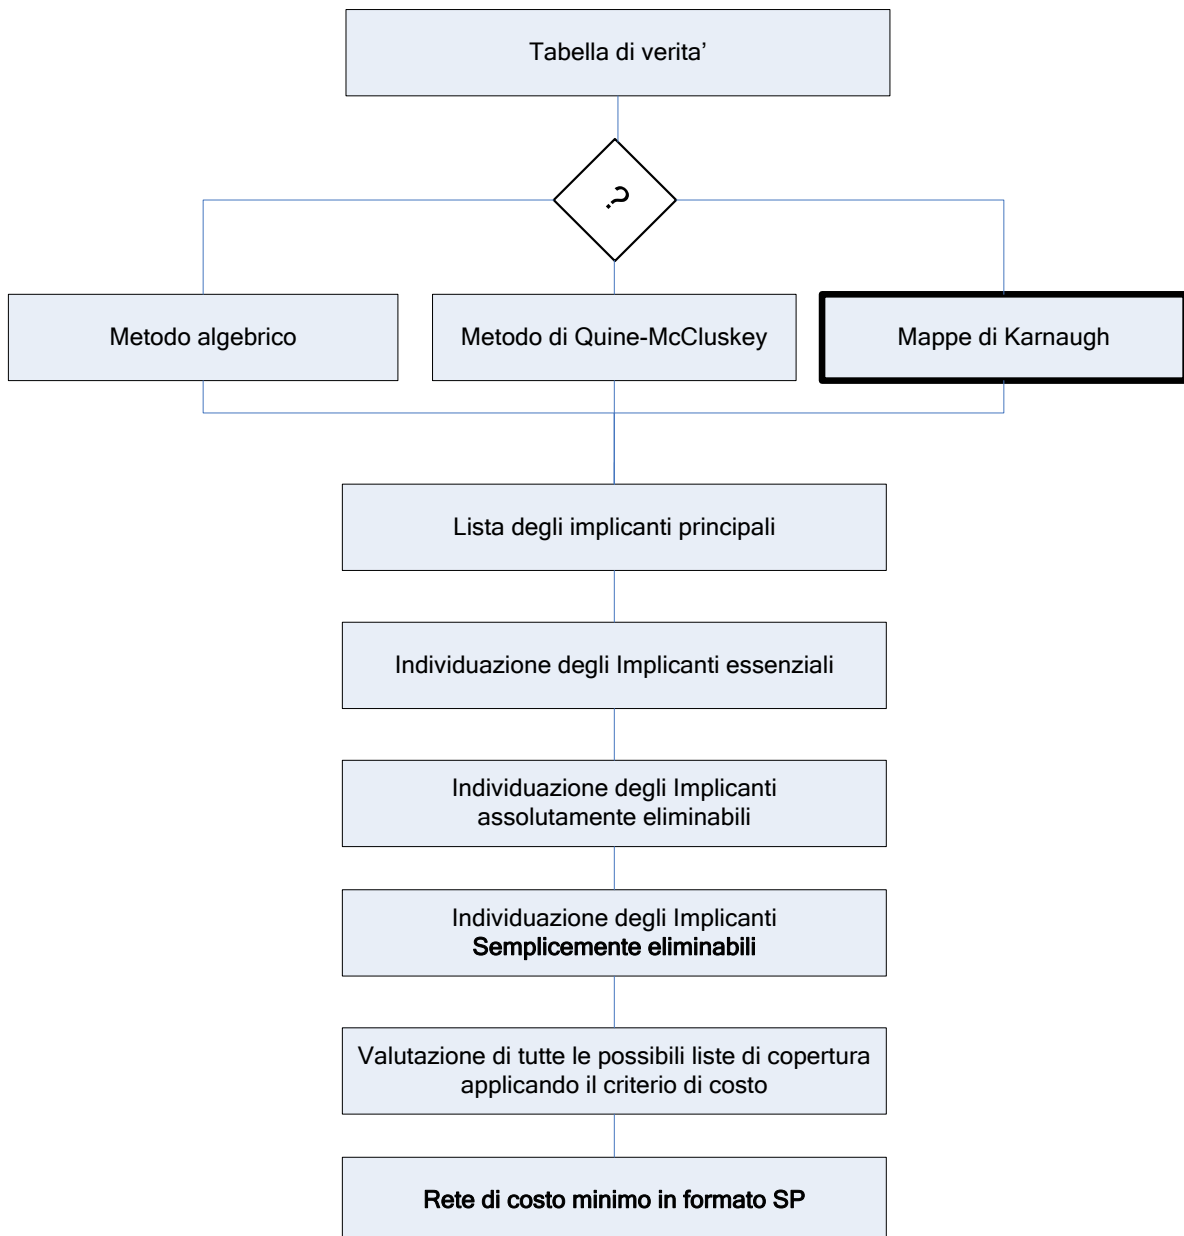 Tabella di verita’
?
Metodo algebrico
Metodo di Quine-McCluskey
Mappe di Karnaugh
Lista degli implicanti principali
Individuazione degli Implicanti essenziali
Individuazione degli Implicanti
assolutamente eliminabili
Individuazione degli Implicanti
Semplicemente eliminabili
Valutazione di tutte le possibili liste di copertura
applicando il criterio di costo
Rete di costo minimo in formato SP